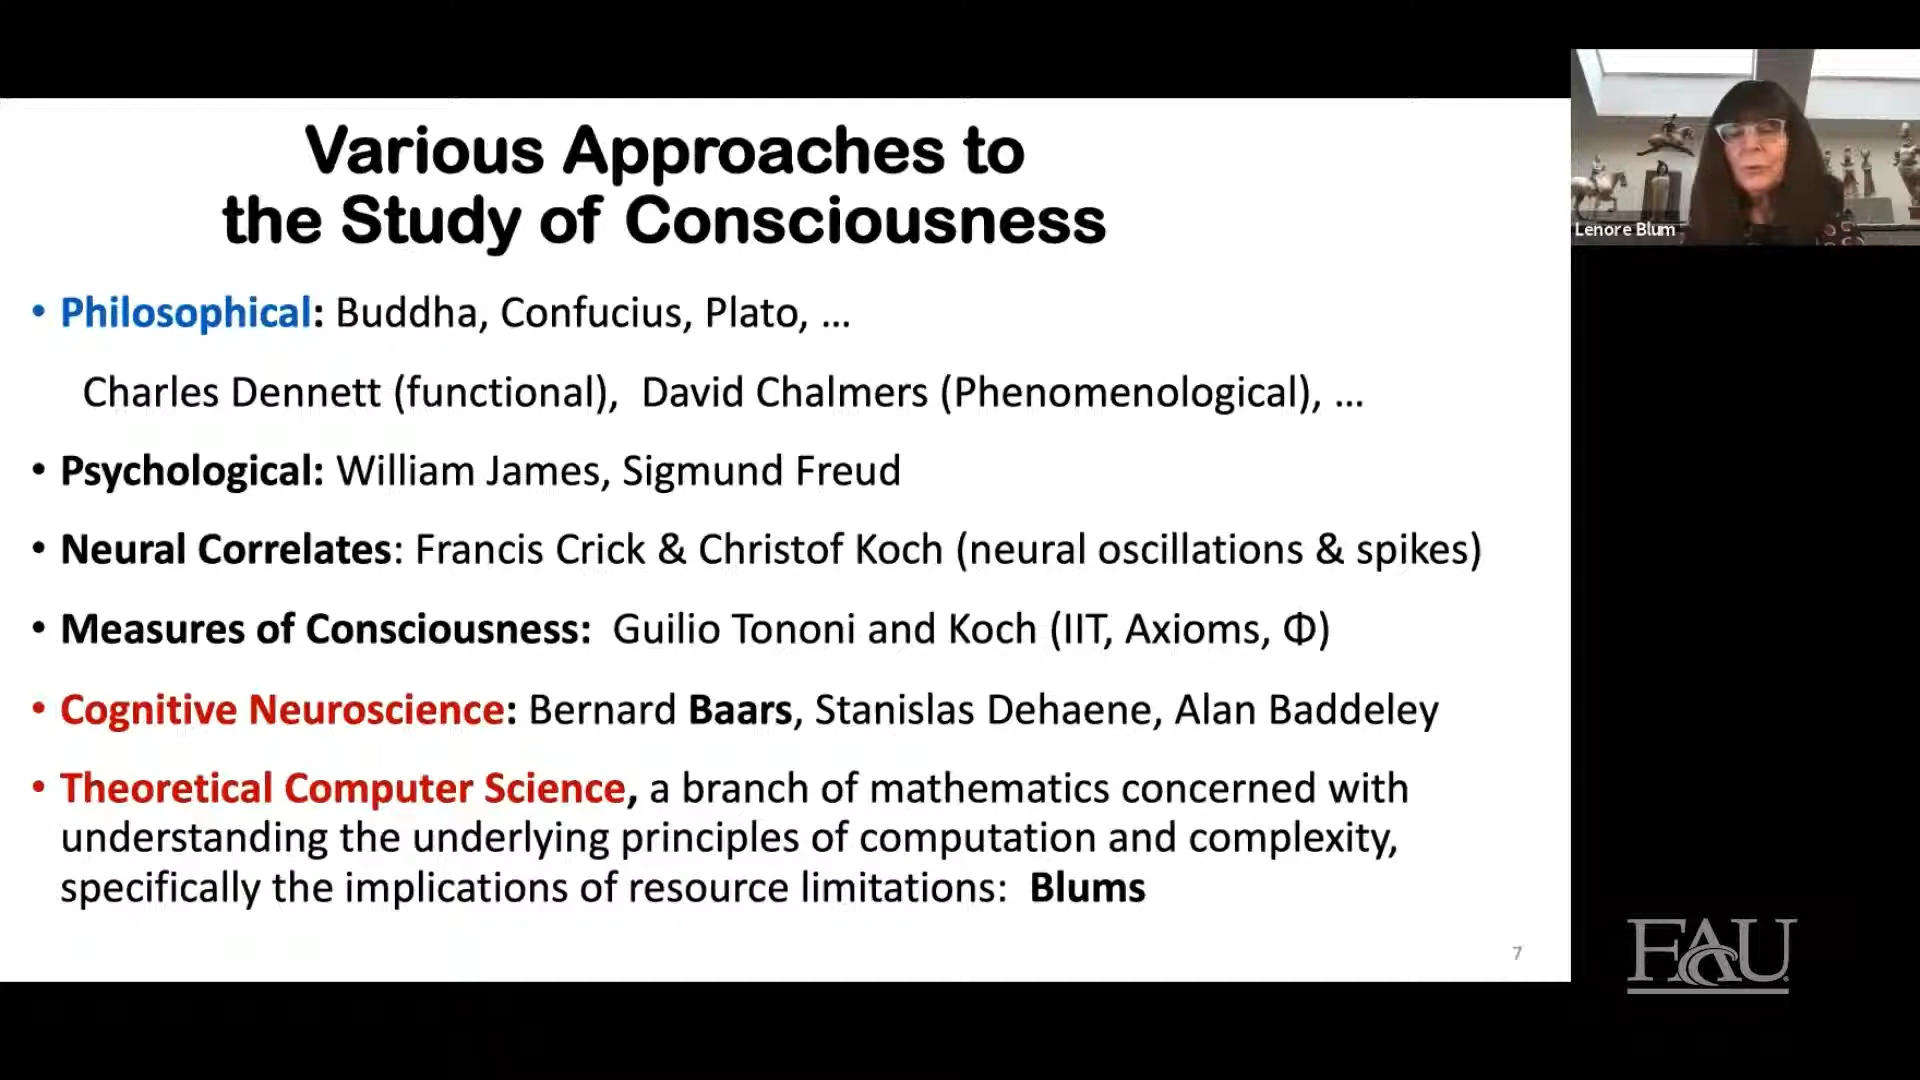 Various Approaches to
the Study of Consciousness
• Philosophical: Buddha, Confucius, Plato, ...
Charles Dennett (functional), David Chalmers (Phenomenological), ...
• Psychological: William James, Sigmund Freud
• Neural Correlates: Francis Crick & Christof Koch (neural oscillations & spikes)
• Measures of Consciousness: Guilio Tononi and Koch (IIT, Axioms, Φ)
• Cognitive Neuroscience: Bernard Baars, Stanislas Dehaene, Alan Baddeley
• Theoretical Computer Science, a branch of mathematics concerned with
understanding the underlying principles of computation and complexity,
specifically the implications of resource limitations: Blums
7
Lenore Blum
FAU